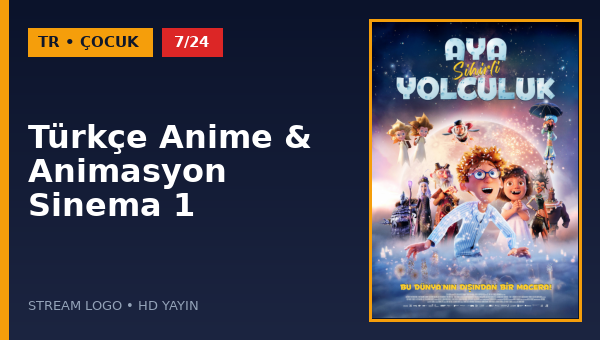 TR • ÇOCUK
7/24
Türkçe Anime &
Animasyon
Sinema 1
STREAM LOGO • HD YAYIN
AYA
Sihirli
YOLCULUK
BU DÜNYA'NIN DIŞINDAN BİR MACERA!